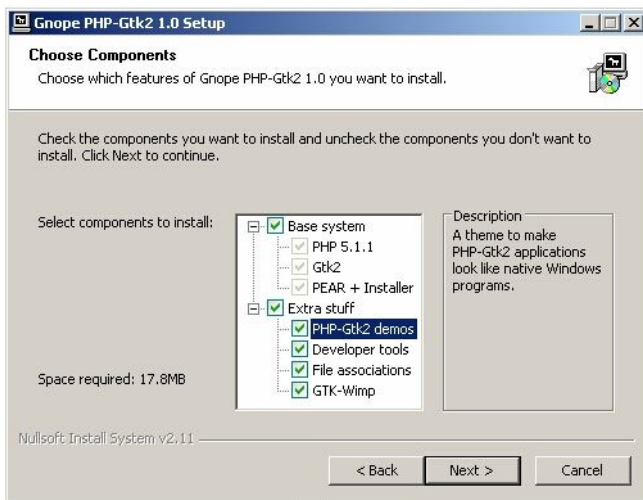 Gnope PHP-Gtk2 1.0 Setup
Choose Components
Choose which features of Gnope PHP-Gtk2 1.0 you want to install.
Check the components you want to install and uncheck the components you don't want to
install. Click Next to continue.
Select components to install:
Base system
PHP 5.1.1
Gtk2
PEAR + Installer
Extra stuff
PHP-Gtk2 demos
Developer tools
File associations
GTK-Wimp
Description
A theme to make
PHP-Gtk2 applications
look like native Windows
programs.
Space required: 17.8MB
Nullsoft Install System v2.11
< Back
Next >
Cancel